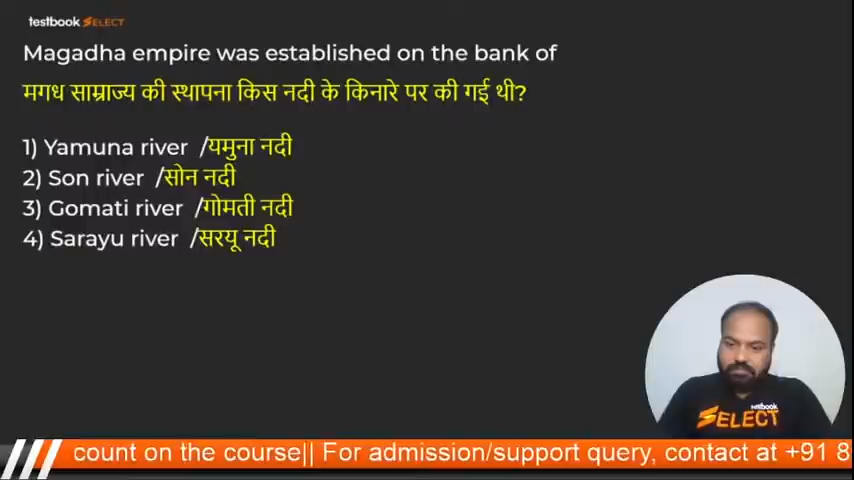 testbook SELECT
Magadha empire was established on the bank of
मगध साम्राज्य की स्थापना किस नदी के किनारे पर की गई थी?
1) Yamuna river /यमुना नदी
2) Son river /सोन नदी
3) Gomati river /गोमती नदी
4) Sarayu river /सरयू नदी
testbook
SELECT
count on the course|| For admission/support query, contact at +91 8